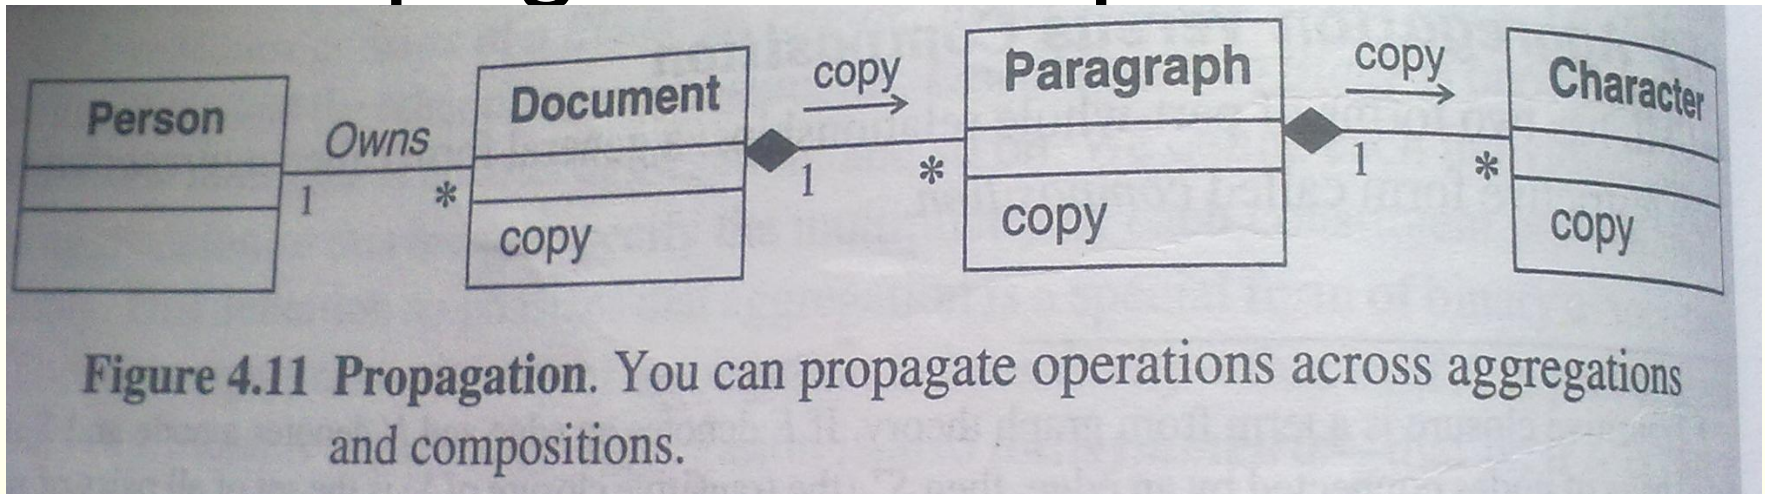 Person
Owns
1
*
Document
copy
copy
1
*
Paragraph
copy
copy
1
*
Character
copy
Figure 4.11 Propagation. You can propagate operations across aggregations
and compositions.